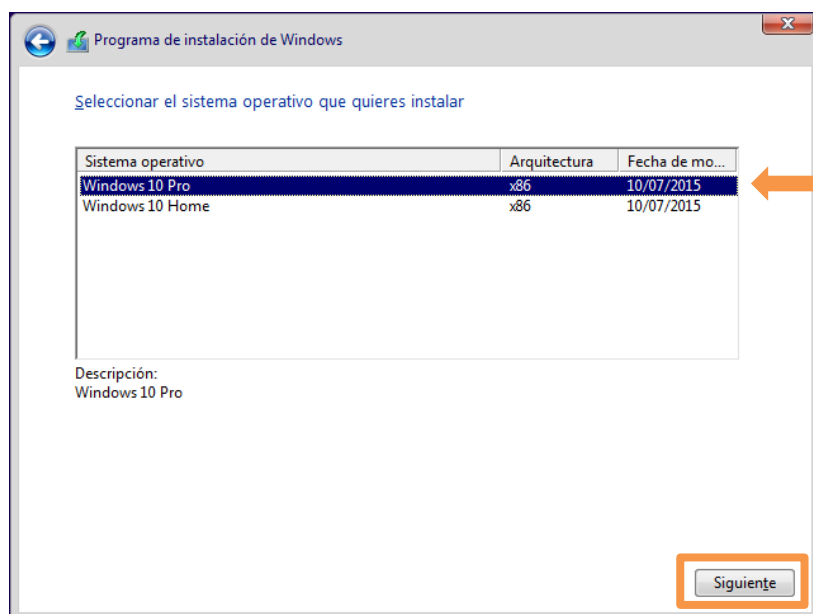 Programa de instalación de Windows
Seleccionar el sistema operativo que quieres instalar
Sistema operativo Arquitectura Fecha de mo...
Windows 10 Pro x86 10/07/2015
Windows 10 Home x86 10/07/2015
Descripción:
Windows 10 Pro
Siguiente